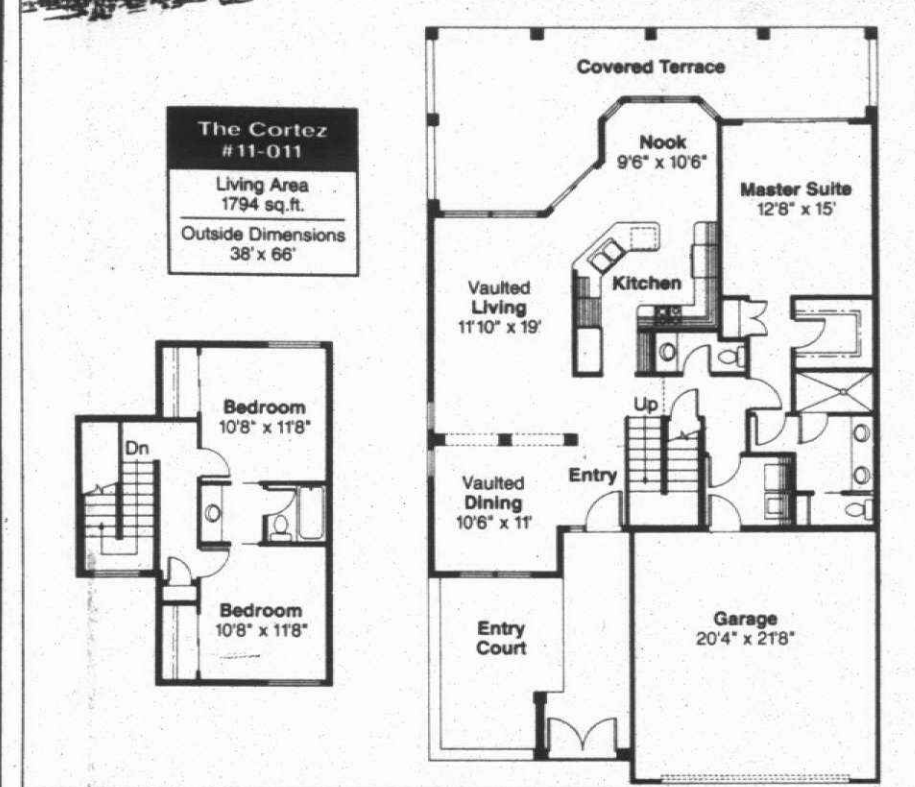 The Cortez
#11-011
Living Area
1794 sq.ft.
Outside Dimensions
38' x 66'
Covered Terrace
Nook
9'6" x 10'6"
Master Suite
12'8" x 15'
Kitchen
Vaulted
Living
11'10" x 19'
Up
Entry
Vaulted
Dining
10'6" x 11'
Entry
Court
Garage
20'4" x 21'8"
Bedroom
10'8" x 11'8"
Dn
Bedroom
10'8" x 11'8"